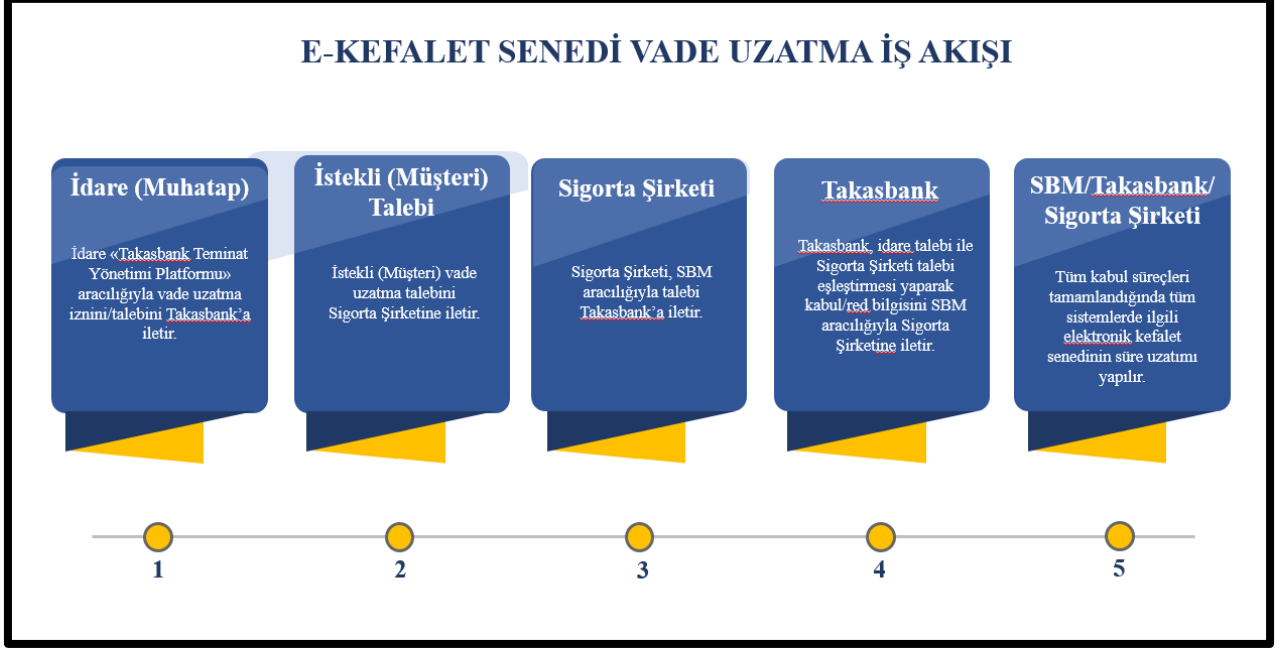 E-KEFALET SENEDİ VADE UZATMA İŞ AKIŞI
İdare (Muhatap)
İdare «Takasbank Teminat
Yönetimi Platformu»
aracılığıyla vade uzatma
iznini/talebini Takasbank’a
iletir.
İstekli (Müşteri)
Talebi
İstekli (Müşteri) vade
uzatma talebini
Sigorta Şirketine iletir.
Sigorta Şirketi
Sigorta Şirketi, SBM
aracılığıyla talebi
Takasbank’a iletir.
Takasbank
Takasbank, idare talebi ile
Sigorta Şirketi talebi
eşleştirmesi yaparak
kabul/red bilgisini SBM
aracılığıyla Sigorta
Şirketine iletir.
SBM/Takasbank/
Sigorta Şirketi
Tüm kabul süreçleri
tamamlandığında tüm
sistemlerde ilgili
elektronik kefalet
senedinin süre uzatımı
yapılır.
1
2
3
4
5